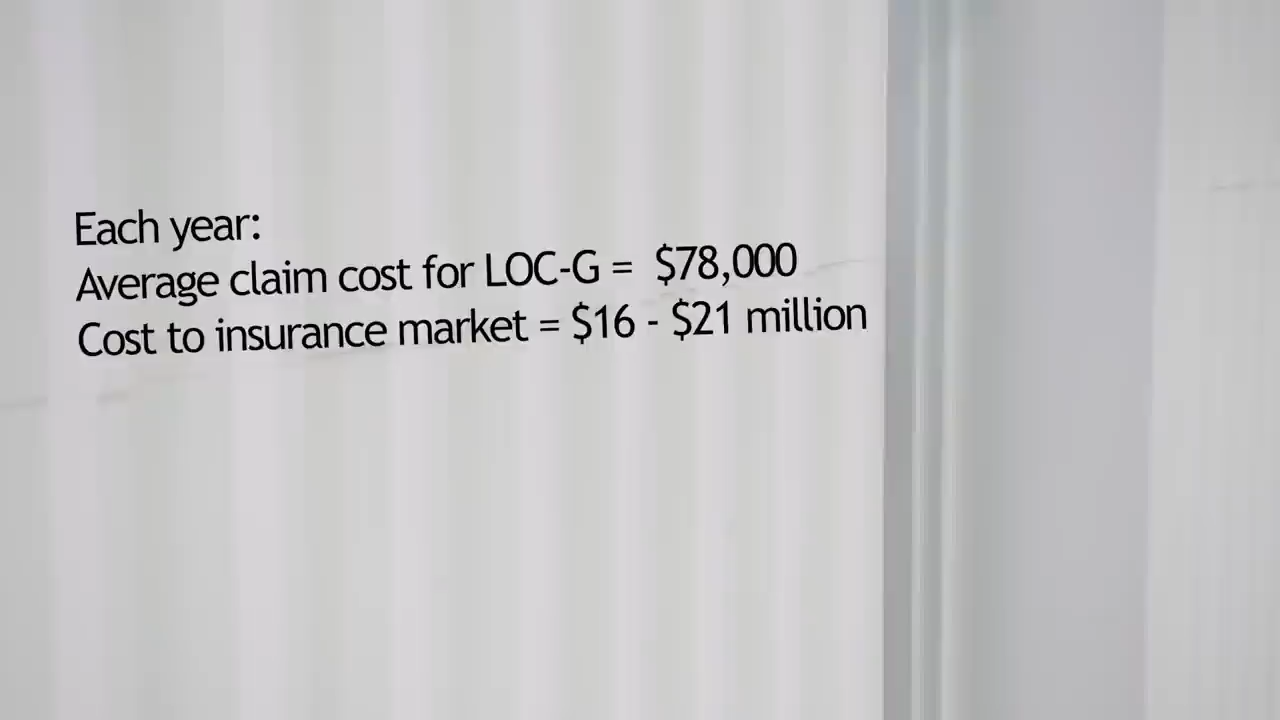 Each year:
Average claim cost for LOC-G = $78,000
Cost to insurance market = $16 - $21 million